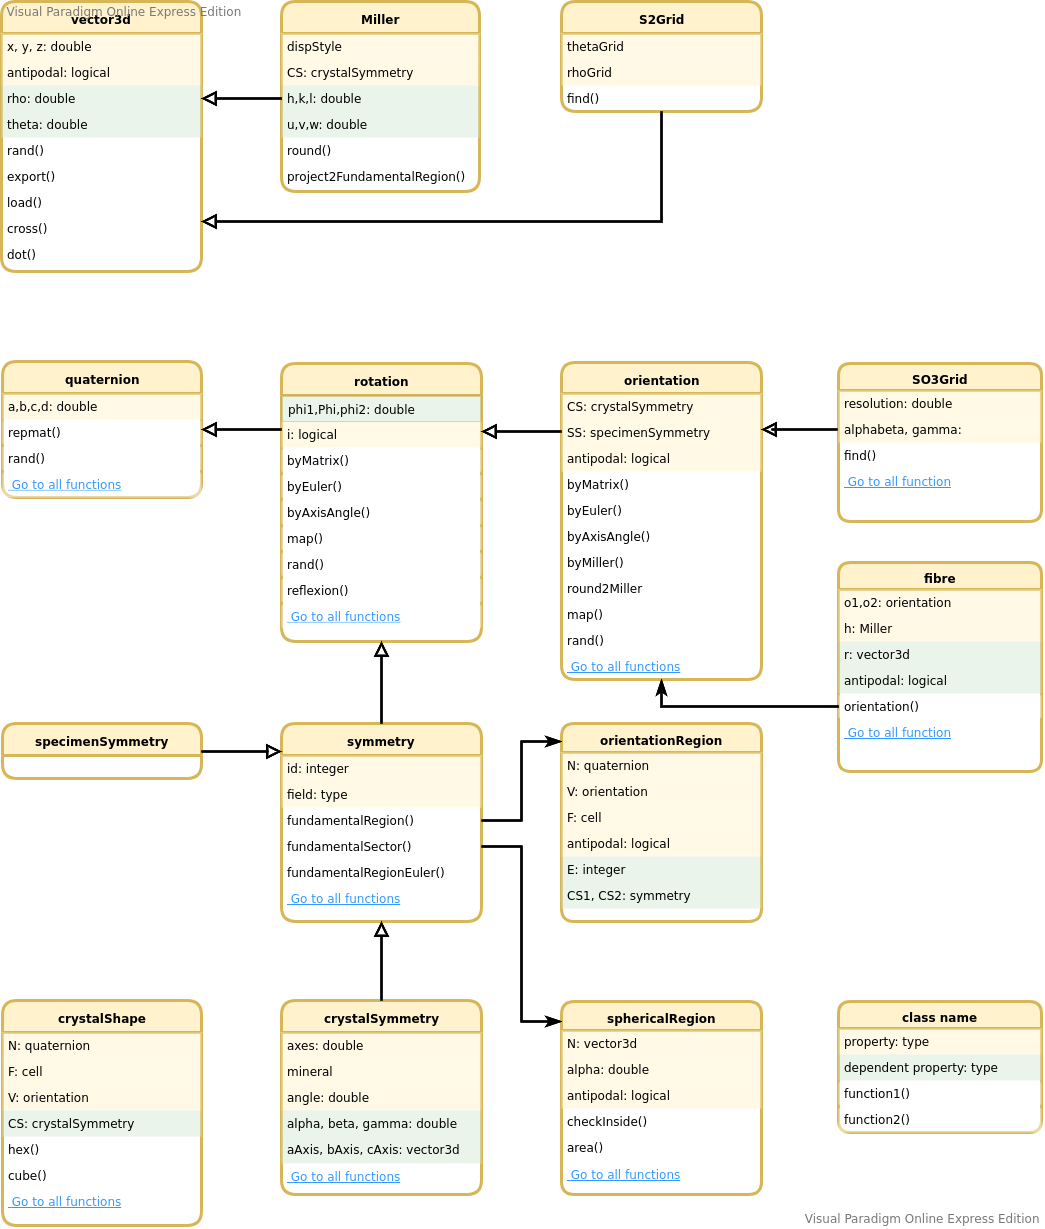 Visual Paradigm Online Express Edition
vector3d
x, y, z: double
antipodal: logical
rho: double
theta: double
rand()
export()
load()
cross()
dot()
Miller
dispStyle
CS: crystalSymmetry
h,k,l: double
u,v,w: double
round()
project2FundamentalRegion()
S2Grid
thetaGrid
rhoGrid
find()
quaternion
a,b,c,d: double
repmat()
rand()
Go to all functions
rotation
phi1,Phi,phi2: double
i: logical
byMatrix()
byEuler()
byAxisAngle()
map()
rand()
reflexion()
Go to all functions
orientation
CS: crystalSymmetry
SS: specimenSymmetry
antipodal: logical
byMatrix()
byEuler()
byAxisAngle()
byMiller()
round2Miller
map()
rand()
Go to all functions
SO3Grid
resolution: double
alphabeta, gamma:
find()
Go to all function
fibre
o1,o2: orientation
h: Miller
r: vector3d
antipodal: logical
orientation()
Go to all function
specimenSymmetry
symmetry
id: integer
field: type
fundamentalRegion()
fundamentalSector()
fundamentalRegionEuler()
Go to all functions
orientationRegion
N: quaternion
V: orientation
F: cell
antipodal: logical
E: integer
CS1, CS2: symmetry
crystalShape
N: quaternion
F: cell
V: orientation
CS: crystalSymmetry
hex()
cube()
Go to all functions
crystalSymmetry
axes: double
mineral
angle: double
alpha, beta, gamma: double
aAxis, bAxis, cAxis: vector3d
Go to all functions
sphericalRegion
N: vector3d
alpha: double
antipodal: logical
checkInside()
area()
Go to all functions
class name
property: type
dependent property: type
function1()
function2()
Visual Paradigm Online Express Edition